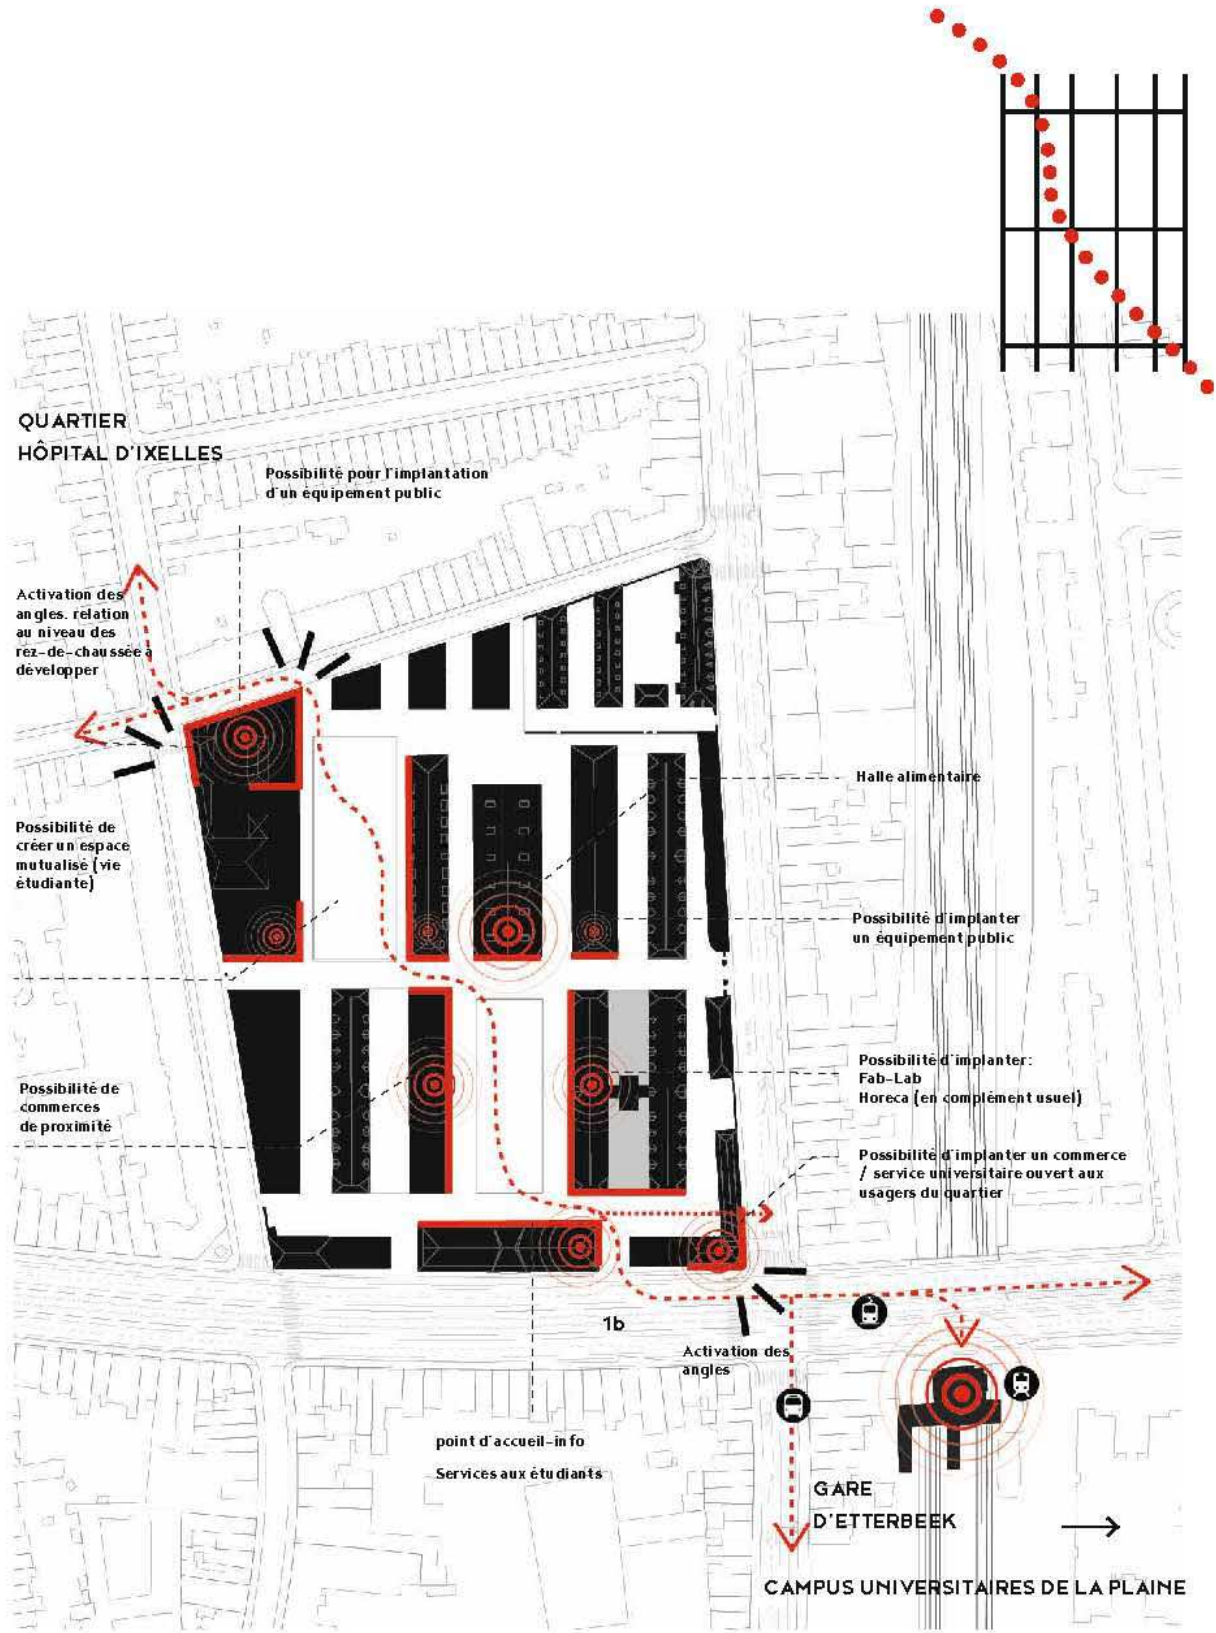 QUARTIER
HÔPITAL D'IXELLES
Possibilité pour l'implantation
d'un équipement public
Activation des
angles. relation
au niveau des
rez-de-chaussée à
développer
Halle alimentaire
Possibilité de
créer un espace
mutualisé (vie
étudiante)
Possibilité d'implanter
un équipement public
Possibilité d'implanter:
Fab-Lab
Horeca (en complément usuel)
Possibilité de
commerces
de proximité
Possibilité d'implanter un commerce
/ service universitaire ouvert aux
usagers du quartier
1b
Activation des
angles
point d'accueil-info
Services aux étudiants
GARE
D'ETTERBEEK
CAMPUS UNIVERSITAIRES DE LA PLAINE